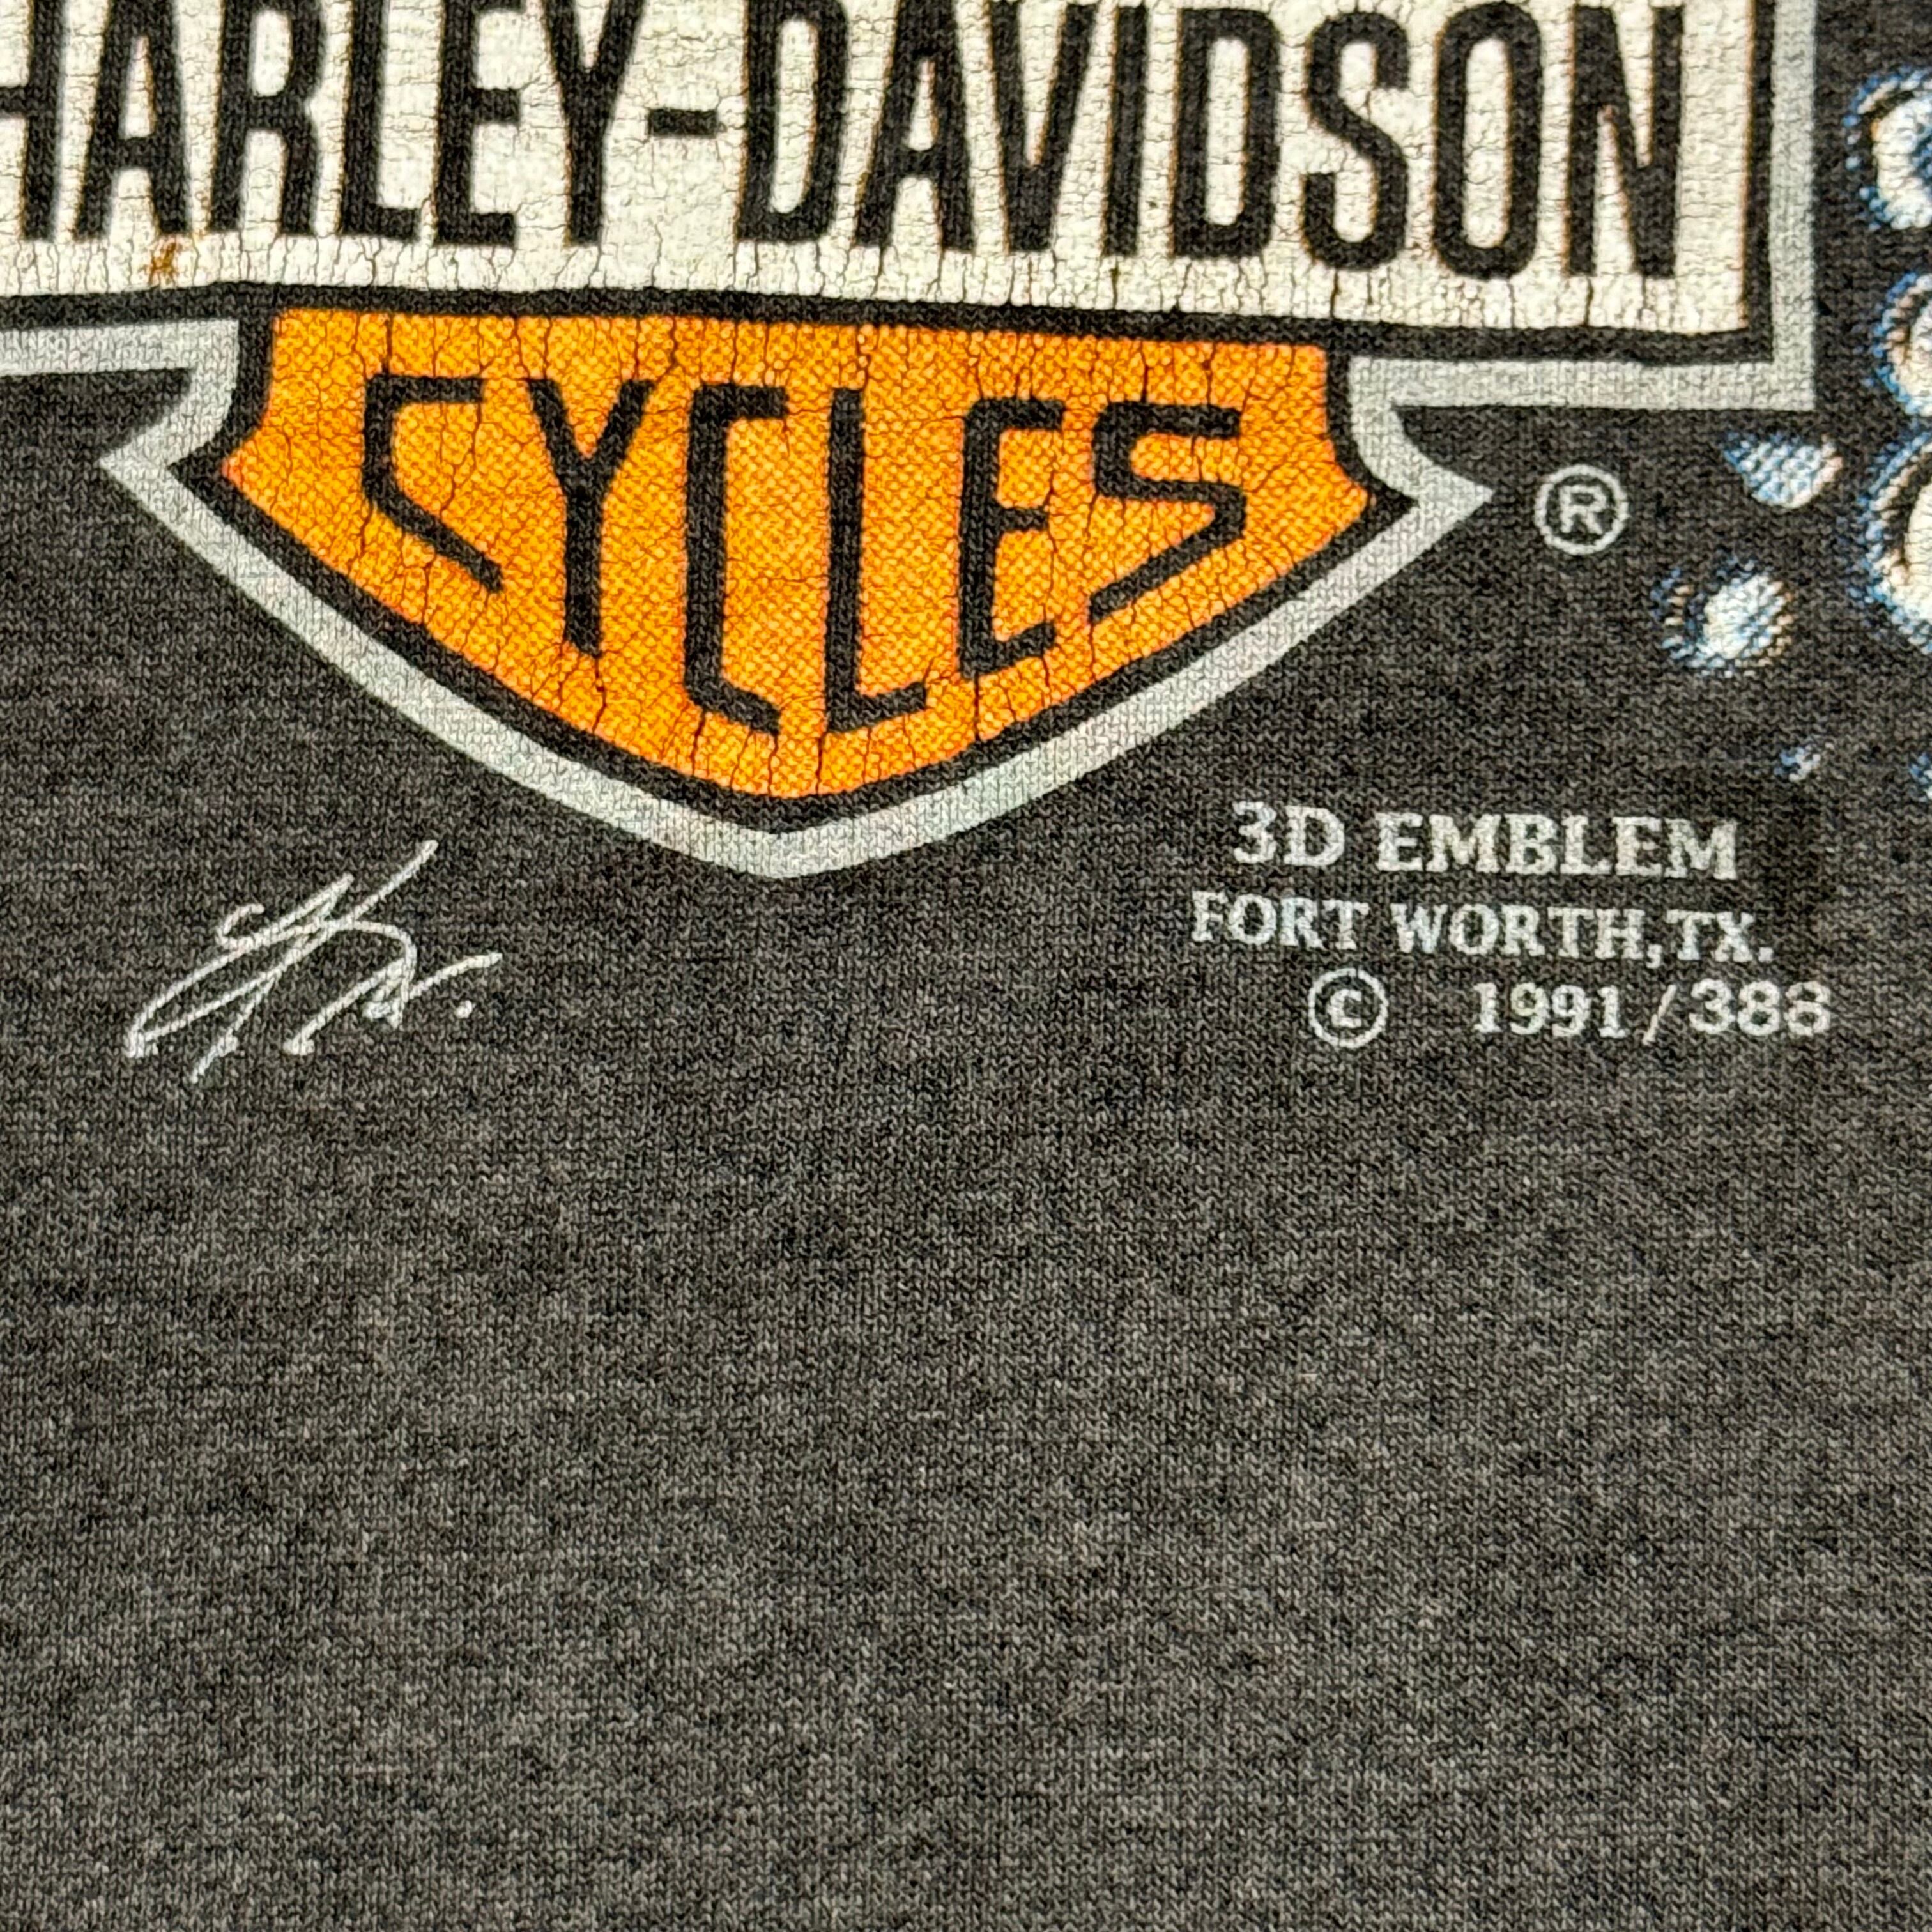 HARLEY-DAVIDSON
CYCLES
®
3D EMBLEM
FORT WORTH,TX.
© 1991/388